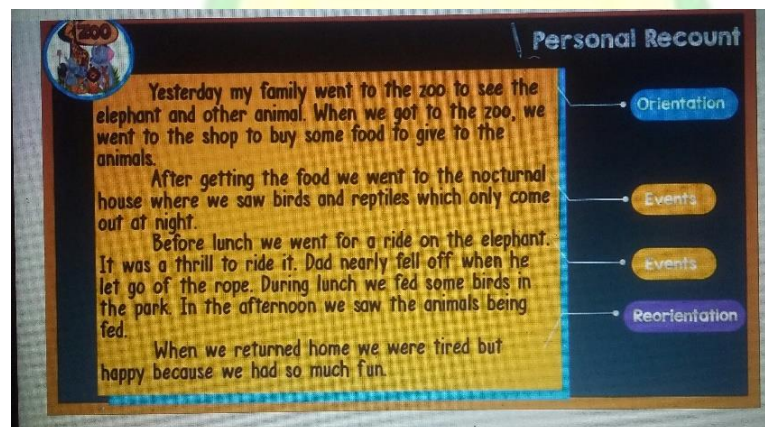 ZOO
Personal Recount
Yesterday my family went to the zoo to see the
elephant and other animal. When we got to the zoo, we
went to the shop to buy some food to give to the
animals.
Orientation
After getting the food we went to the nocturnal
house where we saw birds and reptiles which only come
out at night.
Events
Before lunch we went for a ride on the elephant.
It was a thrill to ride it. Dad nearly fell off when he
let go of the rope. During lunch we fed some birds in
the park. In the afternoon we saw the animals being
fed.
Events
When we returned home we were tired but
happy because we had so much fun.
Reorientation